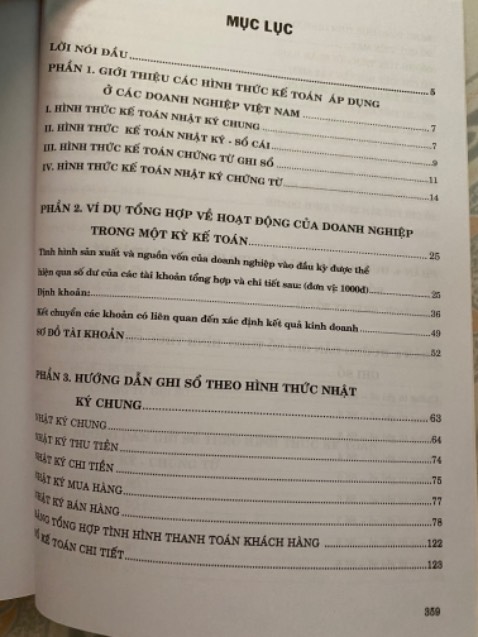 MỤC LỤC
LỜI NÓI ĐẦU.....5
PHẦN 1. GIỚI THIỆU CÁC HÌNH THỨC KẾ TOÁN ÁP DỤNG
Ở CÁC DOANH NGHIỆP VIỆT NAM.....7
I. HÌNH THỨC KẾ TOÁN NHẬT KÝ CHUNG.....7
II. HÌNH THỨC KẾ TOÁN NHẬT KÝ - SỔ CÁI.....9
III. HÌNH THỨC KẾ TOÁN CHỨNG TỪ GHI SỔ.....11
IV. HÌNH THỨC KẾ TOÁN NHẬT KÝ CHỨNG TỪ.....14
PHẦN 2. VÍ DỤ TỔNG HỢP VỀ HOẠT ĐỘNG CỦA DOANH NGHIỆP
TRONG MỘT KỲ KẾ TOÁN.....25
Tình hình sản xuất và nguồn vốn của doanh nghiệp vào đầu kỳ được thể
hiện qua số dư của các tài khoản tổng hợp và chi tiết sau: (đơn vị: 1000đ).....25
Định khoản:.....36
Kết chuyển các khoản có liên quan đến xác định kết quả kinh doanh.....49
SƠ ĐỒ TÀI KHOẢN.....52
PHẦN 3. HƯỚNG DẪN GHI SỔ THEO HÌNH THỨC NHẬT
KÝ CHUNG.....63
NHẬT KÝ CHUNG.....64
NHẬT KÝ THU TIỀN.....74
NHẬT KÝ CHI TIỀN.....75
NHẬT KÝ MUA HÀNG.....77
NHẬT KÝ BÁN HÀNG.....78
BẢNG TỔNG HỢP TÌNH HÌNH THANH TOÁN KHÁCH HÀNG.....122
SỔ KẾ TOÁN CHI TIẾT.....123
359